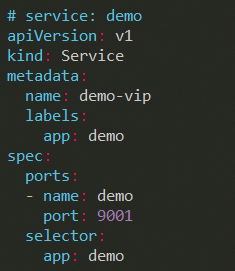 # service: demo
apiVersion: v1
kind: Service
metadata:
  name: demo-vip
  labels:
    app: demo
spec:
  ports:
  - name: demo
    port: 9001
  selector:
    app: demo